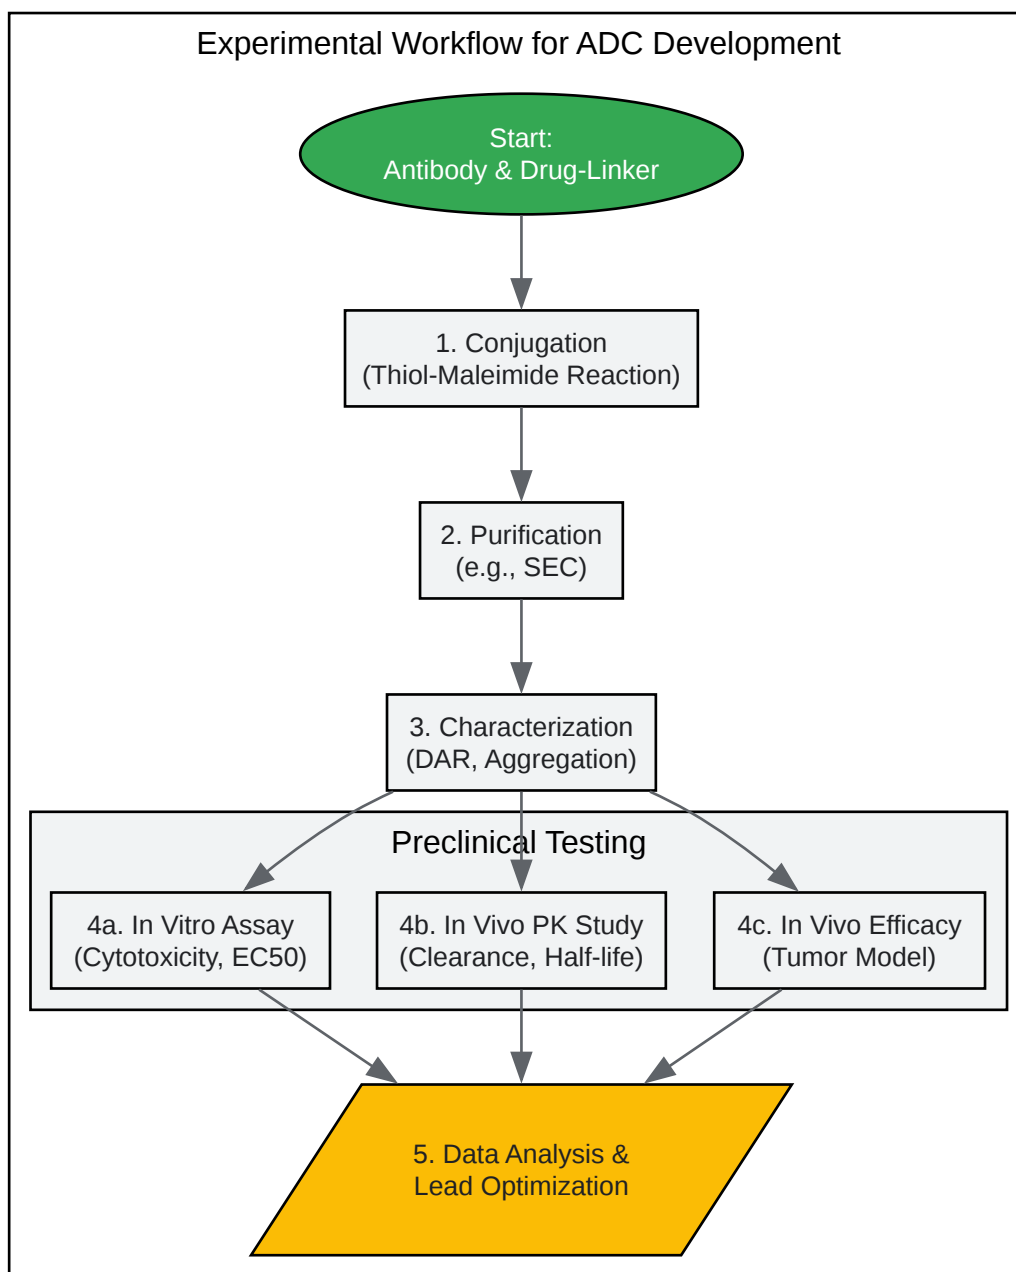 Experimental Workflow for ADC Development
Start:
Antibody & Drug-Linker
1. Conjugation
(Thiol-Maleimide Reaction)
2. Purification
(e.g., SEC)
3. Characterization
(DAR, Aggregation)
Preclinical Testing
4a. In Vitro Assay
(Cytotoxicity, EC50)
4b. In Vivo PK Study
(Clearance, Half-life)
4c. In Vivo Efficacy
(Tumor Model)
5. Data Analysis &
Lead Optimization